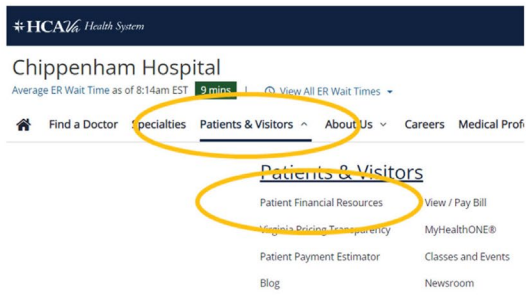 HCAVa Health System
Chippenham Hospital
Average ER Wait Time as of 8:14am EST 9 mins | View All ER Wait Times
Find a Doctor Specialties Patients & Visitors About Us Careers Medical Prof
Patients & Visitors
Patient Financial Resources View / Pay Bill
Virginia Pricing Transparency MyHealthONE®
Patient Payment Estimator Classes and Events
Blog Newsroom